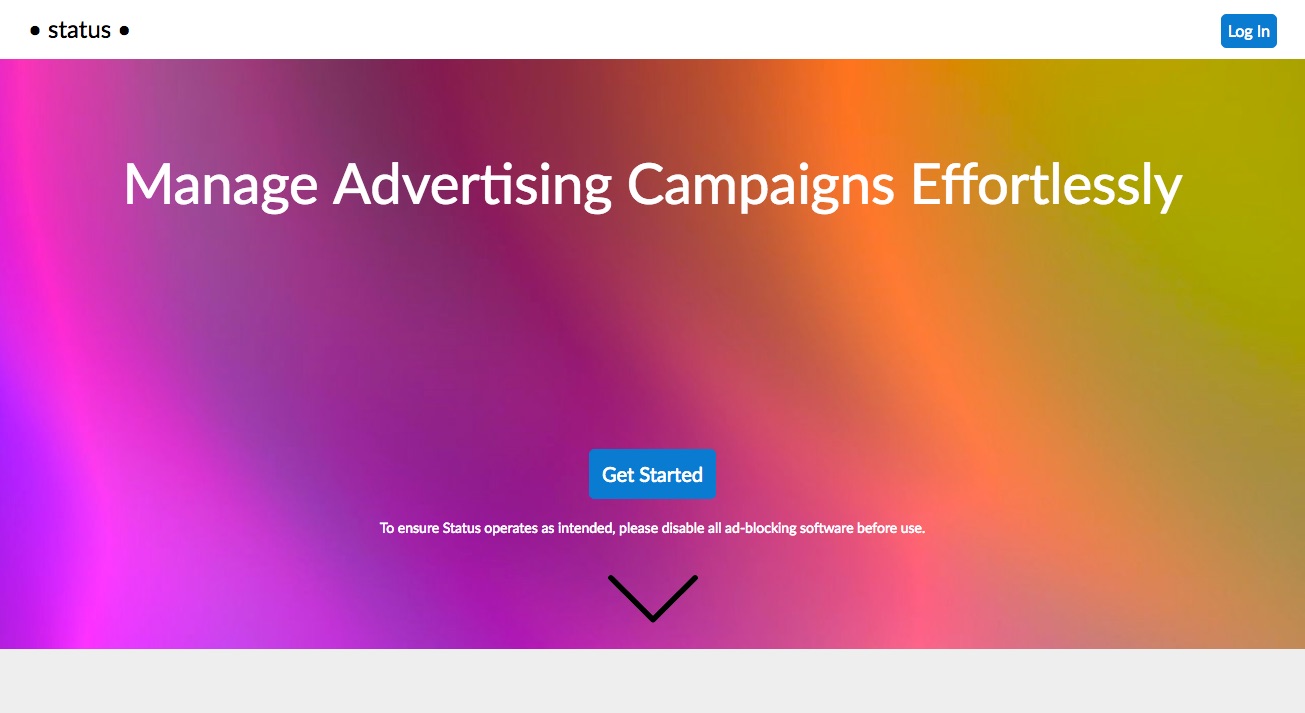 • status •
Log In
Manage Advertising Campaigns Effortlessly
Get Started
To ensure Status operates as intended, please disable all ad-blocking software before use.